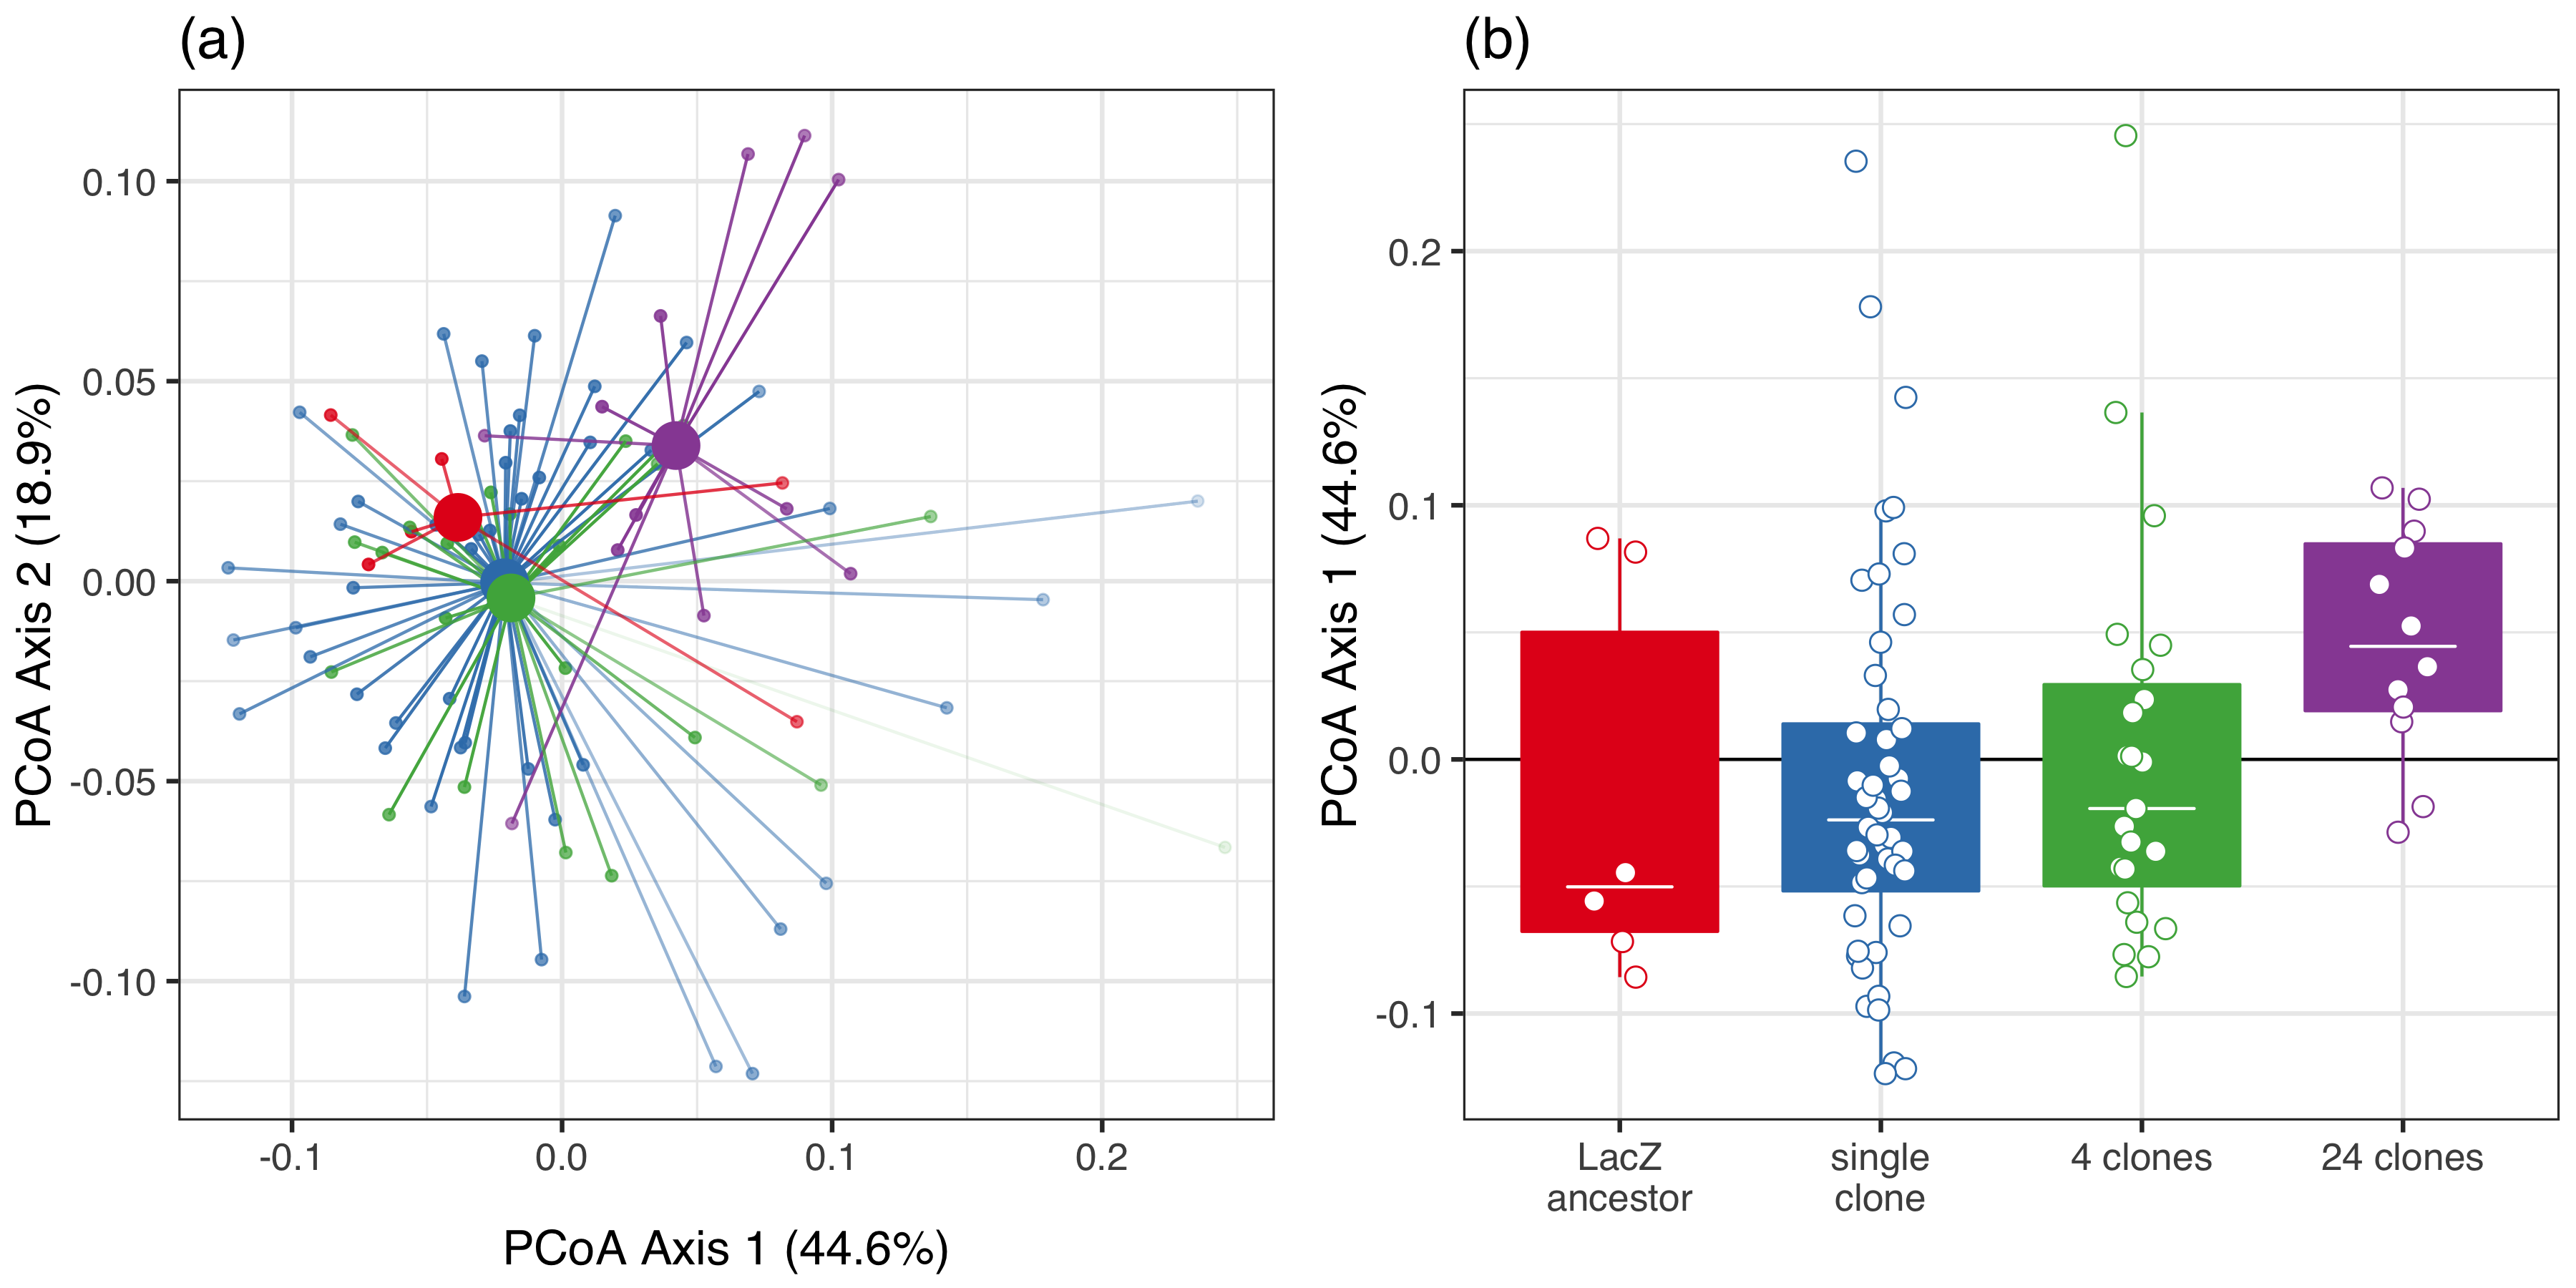 (a)
PCoA Axis 2 (18.9%)
0.10
0.05
0.00
-0.05
-0.10
-0.1
0.0
0.1
0.2
PCoA Axis 1 (44.6%)
(b)
PCoA Axis 1 (44.6%)
0.2
0.1
0.0
-0.1
LacZ
ancestor
single
clone
4 clones
24 clones